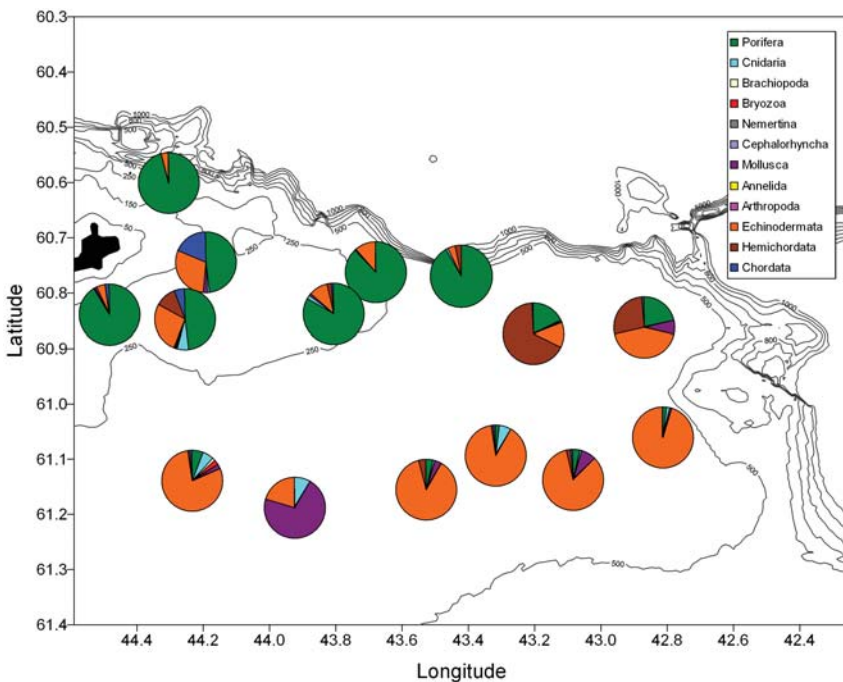 60.3
60.4
60.5
60.6
60.7
60.8
60.9
61.0
61.1
61.2
61.3
61.4
Latitude
44.4 44.2 44.0 43.8 43.6 43.4 43.2 43.0 42.8 42.6 42.4
Longitude
Porifera
Cnidaria
Brachiopoda
Bryozoa
Nemertina
Cephalorhyncha
Mollusca
Annelida
Arthropoda
Echinodermata
Hemichordata
Chordata
1000
500
1000
500
250
150
50
250
250
250
1000
500
1000
500
1000
500
800
1000
800
500
500